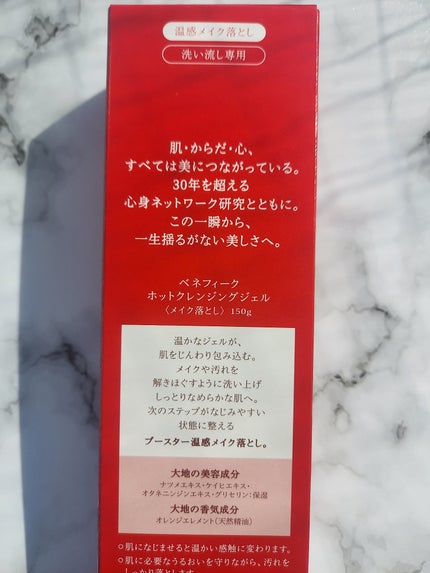 温感メイク落とし
洗い流し専用
肌・からだ・心、
すべては美につながっている。
30年を超える
心身ネットワーク研究とともに。
この一瞬から、
一生揺るがない美しさへ。
ベネフィーク
ホットクレンジングジェル
〈メイク落とし〉150g
温かなジェルが、
肌をじんわり包み込む。
メイクや汚れを
解きほぐすように洗い上げ
しっとりなめらかな肌へ。
次のステップがなじみやすい
状態に整える
ブースター温感メイク落とし。
大地の美容成分
ナツメエキス・ケイヒエキス・
オタネニンジンエキス・グリセリン:保湿
大地の香気成分
オレンジエレメント(天然精油)
○肌になじませると温かい感触に変わります。
○肌に必要なうるおいを守りながら、汚れを
しっかり落とします。